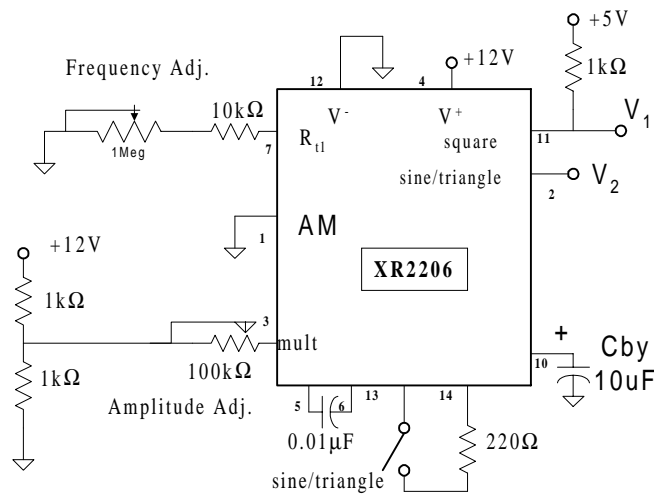 +5V
Frequency Adj.
12
4
+12V
1kΩ
10kΩ
V-
V+
V1
7
Rt1
square
11
1Meg
sine/triangle
V2
2
1
AM
+12V
XR2206
1kΩ
3
mult
+
10
Cby
1kΩ
100kΩ
10uF
Amplitude Adj.
5
6
13
14
0.01µF
220Ω
sine/triangle